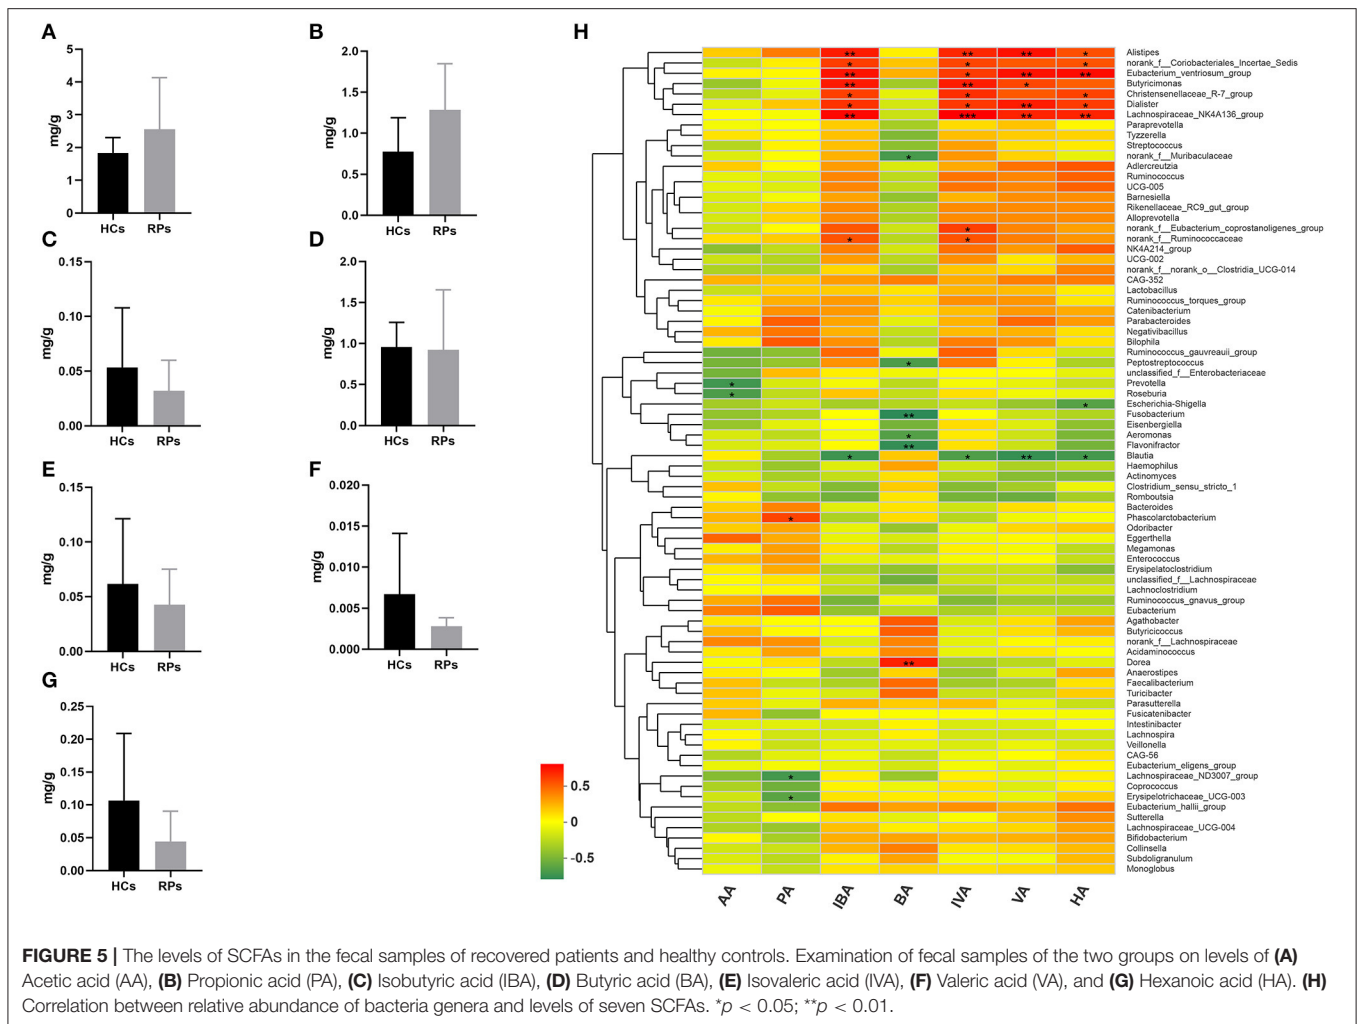 A
5
4
3
2
1
0
mg/g
HCs RPs
B
2.0
1.5
1.0
0.5
0.0
mg/g
HCs RPs
C
0.15
0.10
0.05
0.00
mg/g
HCs RPs
D
2.0
1.5
1.0
0.5
0.0
mg/g
HCs RPs
E
0.15
0.10
0.05
0.00
mg/g
HCs RPs
F
0.020
0.015
0.010
0.005
0.000
mg/g
HCs RPs
G
0.25
0.20
0.15
0.10
0.05
0.00
mg/g
HCs RPs
H
** ** ** * Alistipes
* * * norank_f__Coriobacteriales_Incertae_Sedis
** * ** ** Eubacterium_ventriosum_group
** ** * Butyricimonas
* * * Christensenellaceae_R-7_group
* * ** * Dialister
** *** ** ** Lachnospiraceae_NK4A136_group
Paraprevotella
Tyzzerella
Streptococcus
* norank_f__Muribaculaceae
Adlercreutzia
Ruminococcus
UCG-005
Barnesiella
Rikenellaceae_RC9_gut_group
Alloprevotella
* norank_f__Eubacterium_coprostanoligenes_group
* * norank_f__Ruminococcaceae
NK4A214_group
UCG-002
norank_f__norank_o__Clostridia_UCG-014
CAG-352
Lactobacillus
Ruminococcus_torques_group
Catenibacterium
Parabacteroides
Negativibacillus
Bilophila
Ruminococcus_gauvreauii_group
* Peptostreptococcus
unclassified_f__Enterobacteriaceae
* Prevotella
* Roseburia
* Escherichia-Shigella
** Fusobacterium
Eisenbergiella
* Aeromonas
** Flavonifractor
* * ** * Blautia
Haemophilus
Actinomyces
Clostridium_sensu_stricto_1
Romboutsia
Bacteroides
* Phascolarctobacterium
Odoribacter
Eggerthella
Megamonas
Enterococcus
Erysipelatoclostridium
unclassified_f__Lachnospiraceae
Lachnoclostridium
Ruminococcus_gnavus_group
Eubacterium
Agathobacter
Butyricicoccus
norank_f__Lachnospiraceae
Acidaminococcus
** Dorea
Anaerostipes
Faecalibacterium
Turicibacter
Parasutterella
Fusicatenibacter
Intestinibacter
Lachnospira
Veillonella
CAG-56
Eubacterium_eligens_group
* Lachnospiraceae_ND3007_group
Coprococcus
* Erysipelotrichaceae_UCG-003
Eubacterium_hallii_group
Sutterella
Lachnospiraceae_UCG-004
Bifidobacterium
Collinsella
Subdoligranulum
Monoglobus
0.5
0
-0.5
AA PA IBA BA IVA VA HA
FIGURE 5 | The levels of SCFAs in the fecal samples of recovered patients and healthy controls. Examination of fecal samples of the two groups on levels of (A)
Acetic acid (AA), (B) Propionic acid (PA), (C) Isobutyric acid (IBA), (D) Butyric acid (BA), (E) Isovaleric acid (IVA), (F) Valeric acid (VA), and (G) Hexanoic acid (HA). (H)
Correlation between relative abundance of bacteria genera and levels of seven SCFAs. *p < 0.05; **p < 0.01.